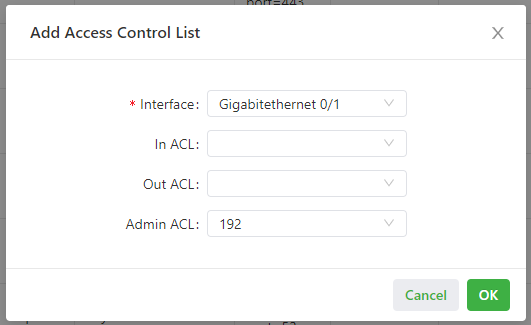 port=443
Add Access Control List
* Interface: Gigabitethernet 0/1
In ACL:
Out ACL:
Admin ACL: 192
Cancel OK